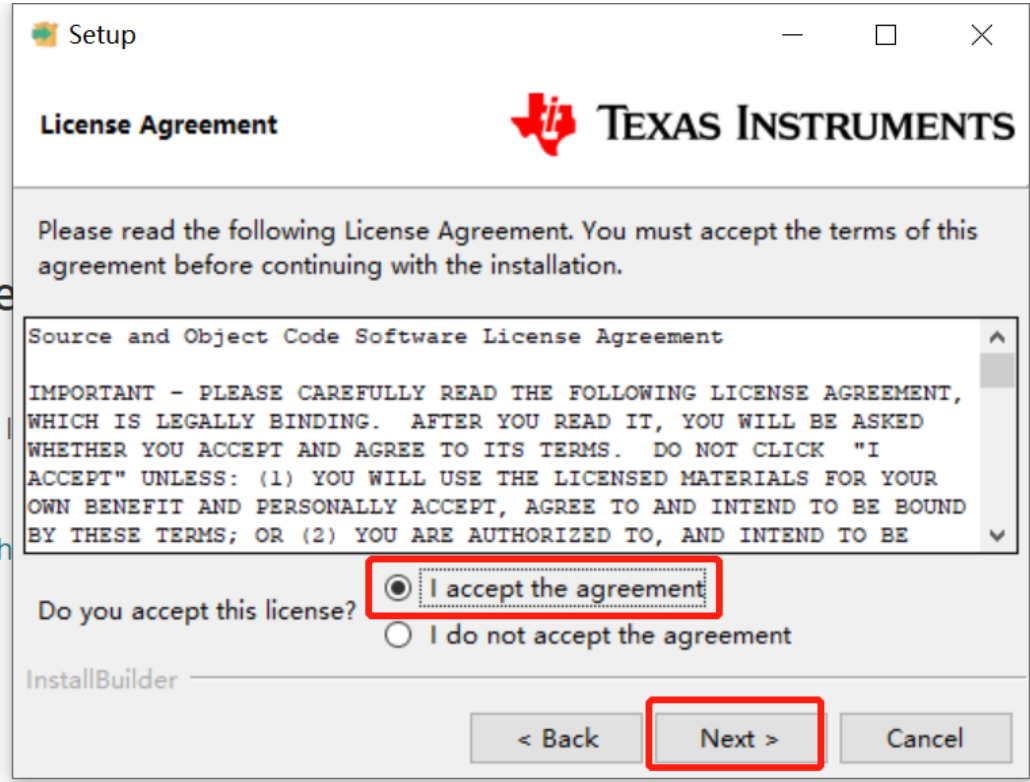 Setup
License Agreement
TEXAS INSTRUMENTS
Please read the following License Agreement. You must accept the terms of this
agreement before continuing with the installation.
Source and Object Code Software License Agreement
IMPORTANT - PLEASE CAREFULLY READ THE FOLLOWING LICENSE AGREEMENT,
WHICH IS LEGALLY BINDING.  AFTER YOU READ IT, YOU WILL BE ASKED
WHETHER YOU ACCEPT AND AGREE TO ITS TERMS.  DO NOT CLICK  "I
ACCEPT" UNLESS: (1) YOU WILL USE THE LICENSED MATERIALS FOR YOUR
OWN BENEFIT AND PERSONALLY ACCEPT, AGREE TO AND INTEND TO BE BOUND
BY THESE TERMS; OR (2) YOU ARE AUTHORIZED TO, AND INTEND TO BE
Do you accept this license?
I accept the agreement
I do not accept the agreement
InstallBuilder
< Back
Next >
Cancel